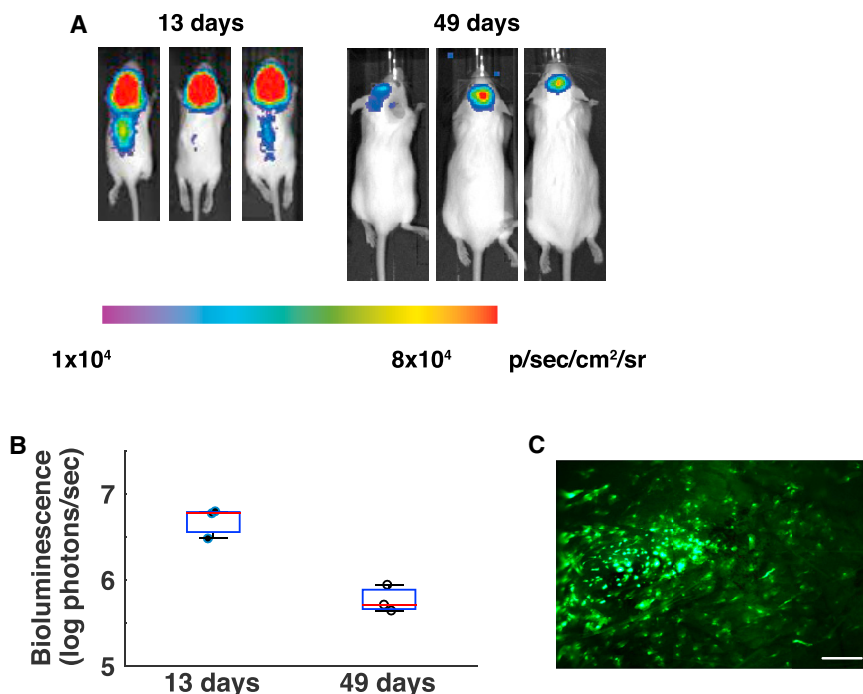 A
13 days
49 days
1x10⁴
8x10⁴
p/sec/cm²/sr
B
Bioluminescence
(log photons/sec)
7
6
5
13 days
49 days
C